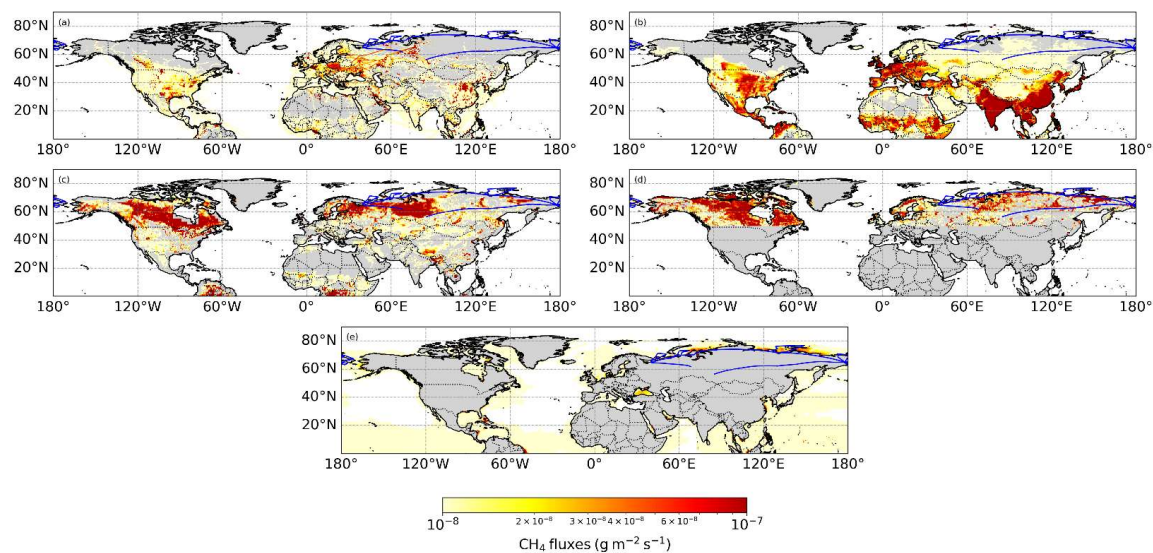 (a)
80°N
60°N
40°N
20°N
180° 120°W 60°W 0° 60°E 120°E 180°
(b)
80°N
60°N
40°N
20°N
180° 120°W 60°W 0° 60°E 120°E 180°
(c)
80°N
60°N
40°N
20°N
180° 120°W 60°W 0° 60°E 120°E 180°
(d)
80°N
60°N
40°N
20°N
180° 120°W 60°W 0° 60°E 120°E 180°
(e)
80°N
60°N
40°N
20°N
180° 120°W 60°W 0° 60°E 120°E 180°
10⁻⁸ 2 × 10⁻⁸ 3 × 10⁻⁸ 4 × 10⁻⁸ 6 × 10⁻⁸ 10⁻⁷
CH₄ fluxes (g m⁻² s⁻¹)